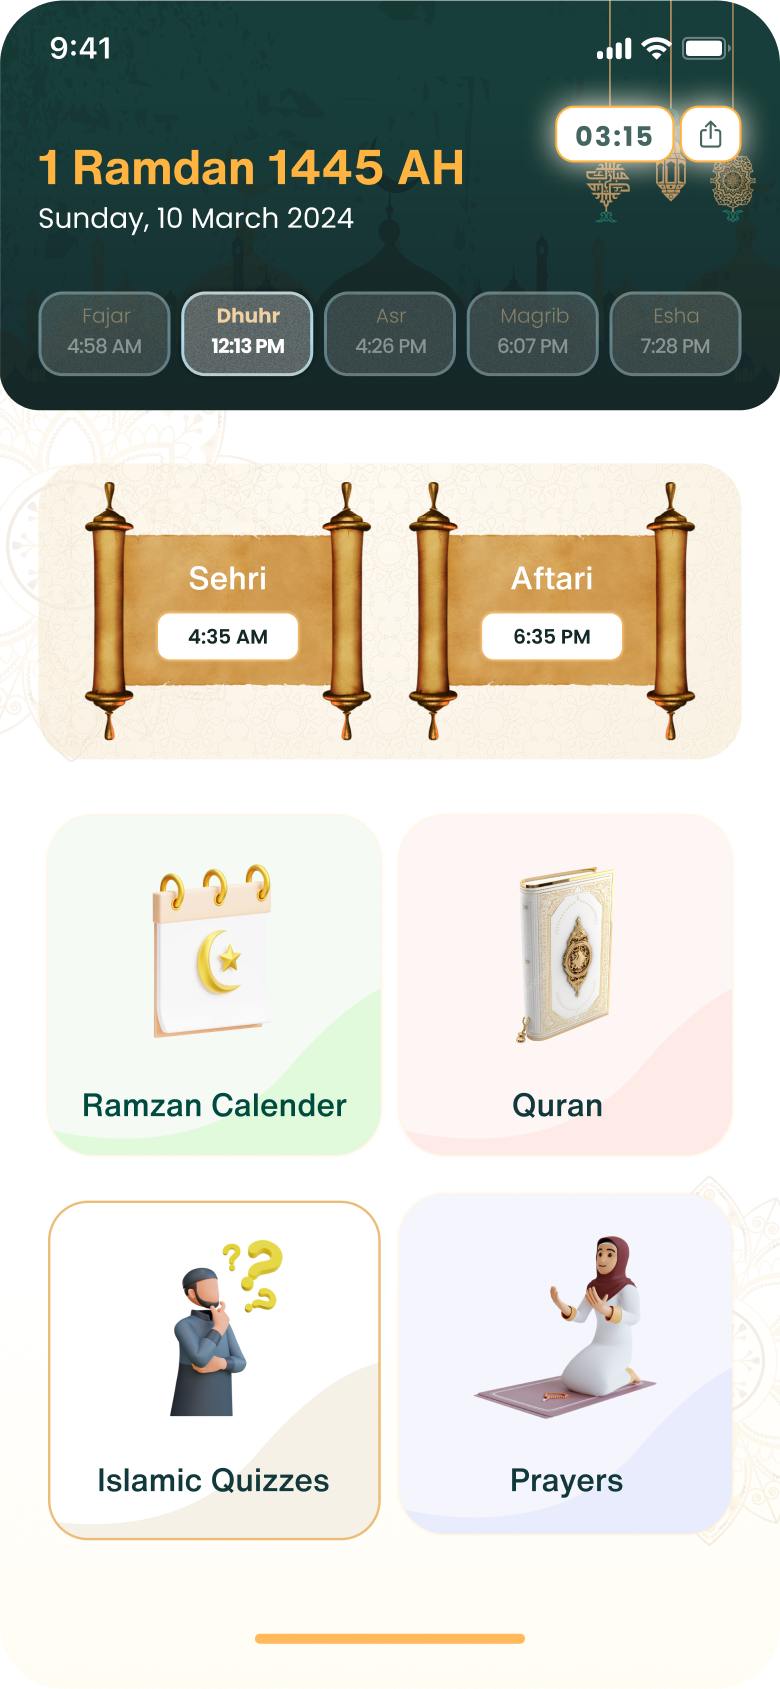 9:41
03:15
1 Ramdan 1445 AH
Sunday, 10 March 2024
Fajar Dhuhr Asr Magrib Esha
4:58 AM 12:13 PM 4:26 PM 6:07 PM 7:28 PM
Sehri Aftari
4:35 AM 6:35 PM
Ramzan Calender Quran
Islamic Quizzes Prayers